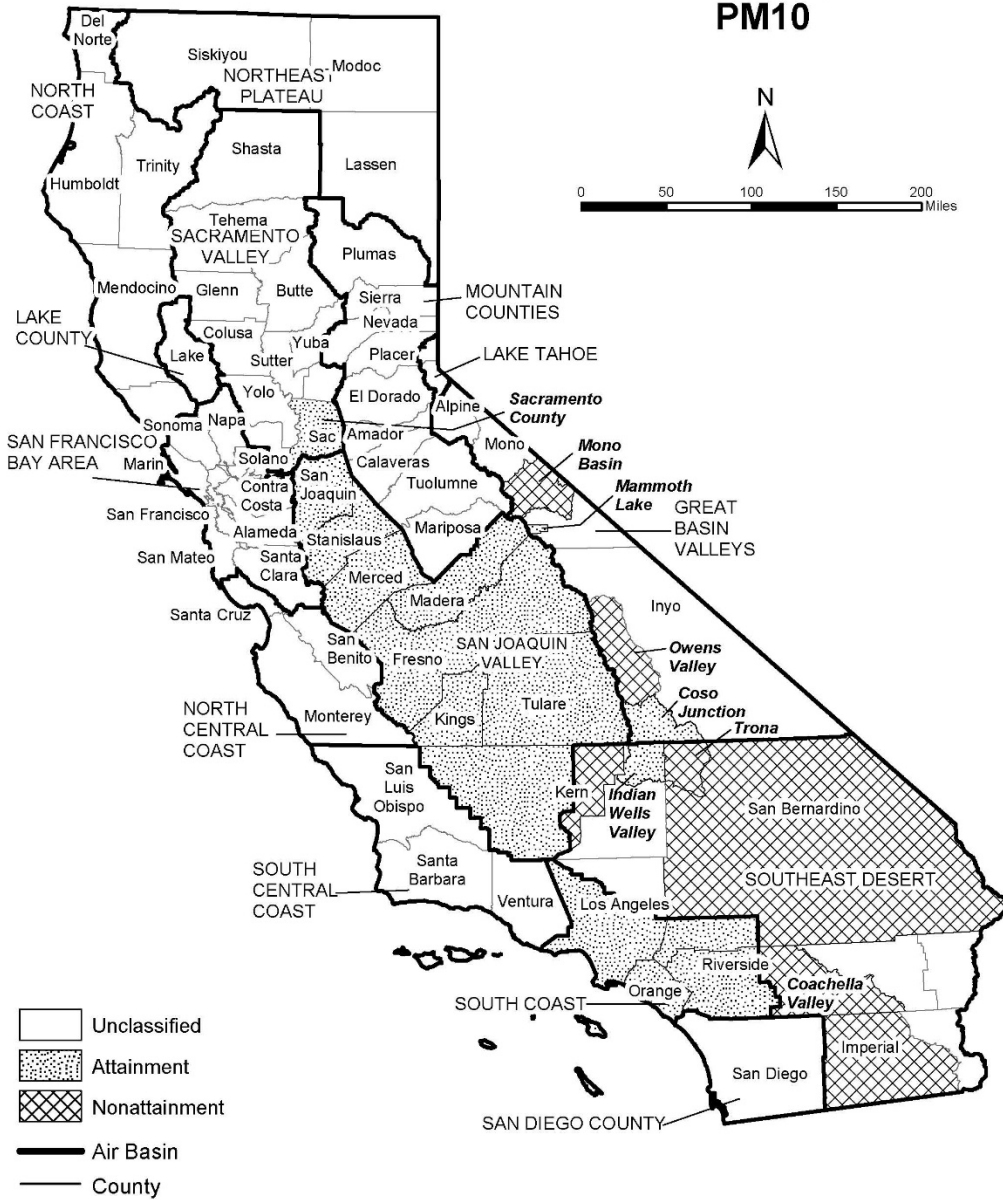 PM10
N
0 50 100 150 200
Miles
Del
Norte
Siskiyou
Modoc
NORTHEAST
PLATEAU
NORTH
COAST
Shasta
Trinity
Lassen
Humboldt
Tehema
SACRAMENTO
VALLEY
Plumas
Mendocino
Glenn
Butte
Sierra
MOUNTAIN
COUNTIES
Nevada
LAKE
COUNTY
Colusa
Yuba
Lake
Sutter
Placer
LAKE TAHOE
Yolo
El Dorado
Alpine
Sacramento
County
Sonoma
Napa
Sac
Amador
Mono
SAN FRANCISCO
BAY AREA
Marin
Solano
Calaveras
Mono
Basin
Contra
Costa
San
Joaquin
Tuolumne
Mammoth
Lake
GREAT
BASIN
VALLEYS
San Francisco
Alameda
Stanislaus
Mariposa
San Mateo
Santa
Clara
Merced
Madera
Inyo
Santa Cruz
San
Benito
Fresno
SAN JOAQUIN
VALLEY
Owens
Valley
Coso
Junction
Trona
NORTH
CENTRAL
COAST
Monterey
Kings
Tulare
San
Luis
Obispo
Kern
Indian
Wells
Valley
San Bernardino
SOUTH
CENTRAL
COAST
Santa
Barbara
Ventura
Los Angeles
SOUTHEAST DESERT
Riverside
Coachella
Valley
Orange
SOUTH COAST
Imperial
San Diego
SAN DIEGO COUNTY
Unclassified
Attainment
Nonattainment
Air Basin
County